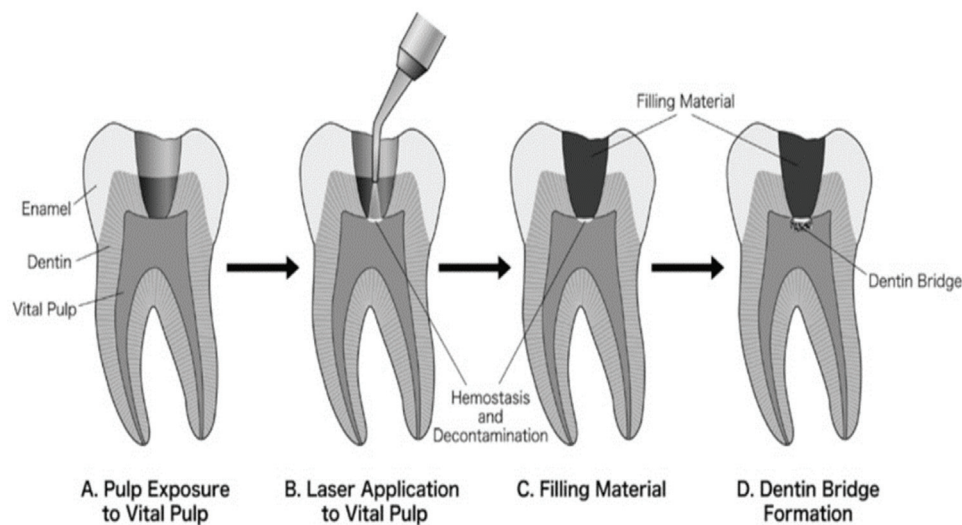 Filling Material
Enamel
Dentin
Vital Pulp
Dentin Bridge
Hemostasis
and
Decontamination
A. Pulp Exposure
to Vital Pulp
B. Laser Application
to Vital Pulp
C. Filling Material
D. Dentin Bridge
Formation